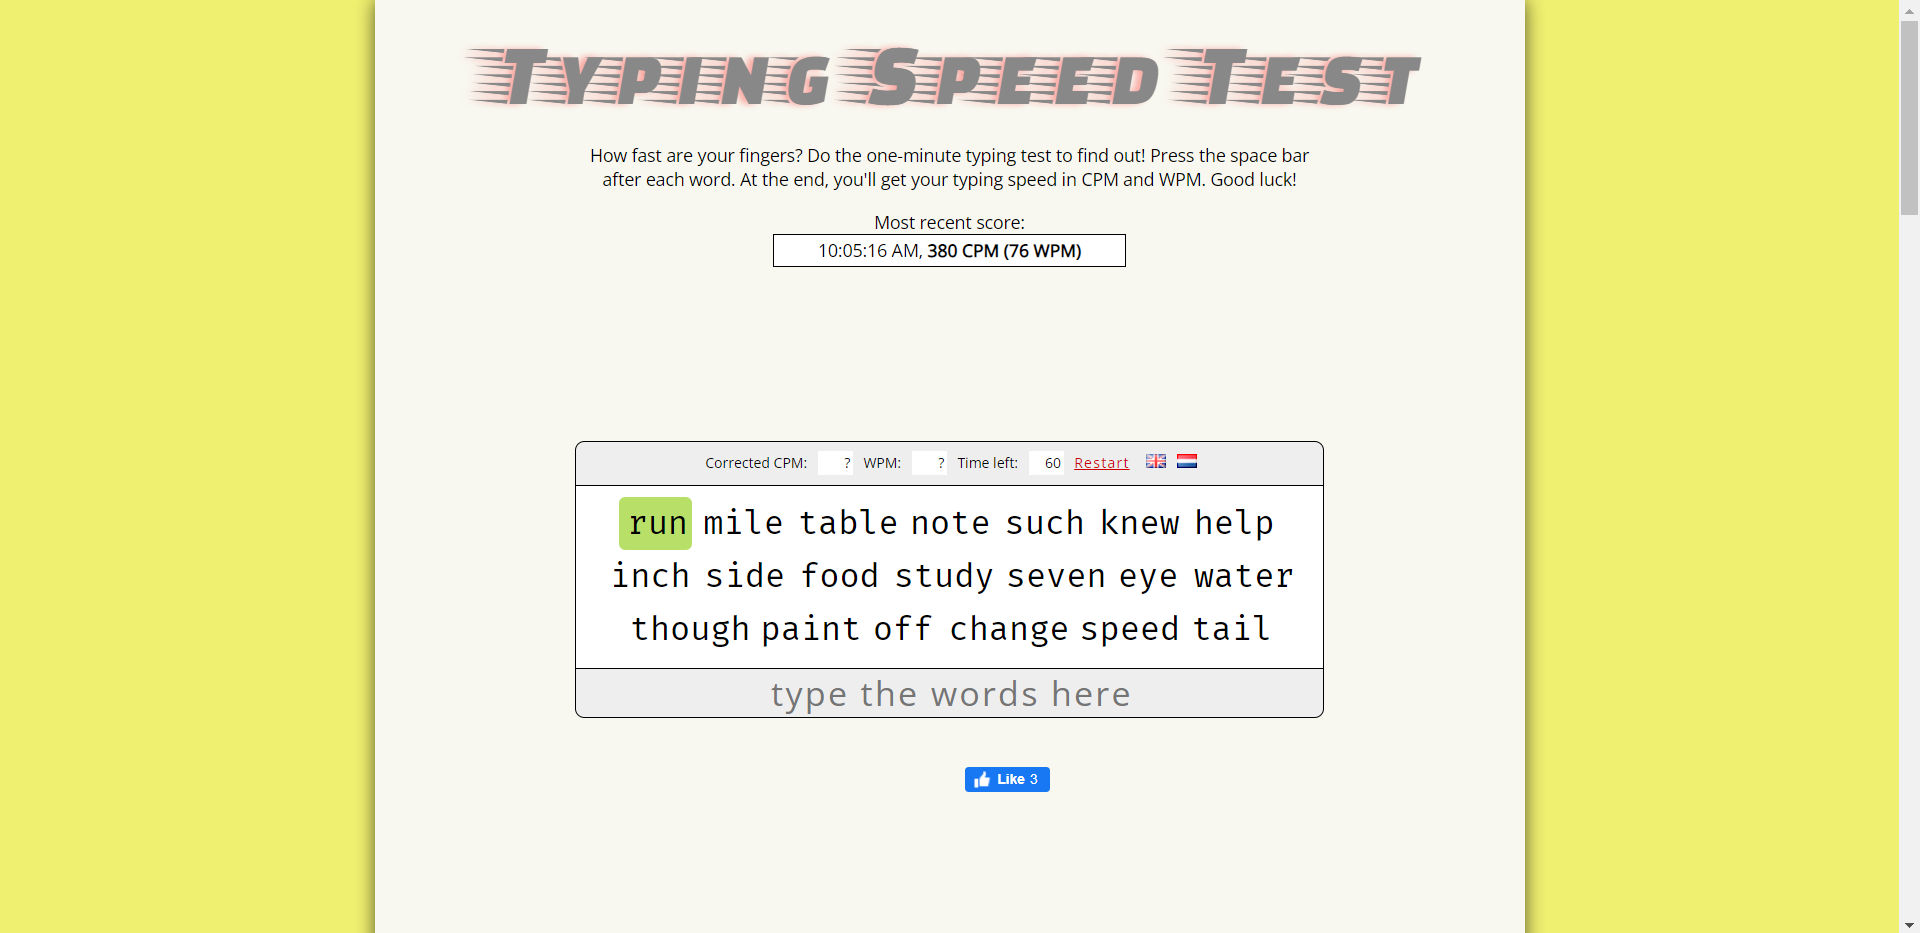 Typing Speed Test
How fast are your fingers? Do the one-minute typing test to find out! Press the space bar
after each word. At the end, you'll get your typing speed in CPM and WPM. Good luck!
Most recent score:
10:05:16 AM, 380 CPM (76 WPM)
Corrected CPM: ? WPM: ? Time left: 60 Restart
run mile table note such knew help
inch side food study seven eye water
though paint off change speed tail
type the words here
Like 3